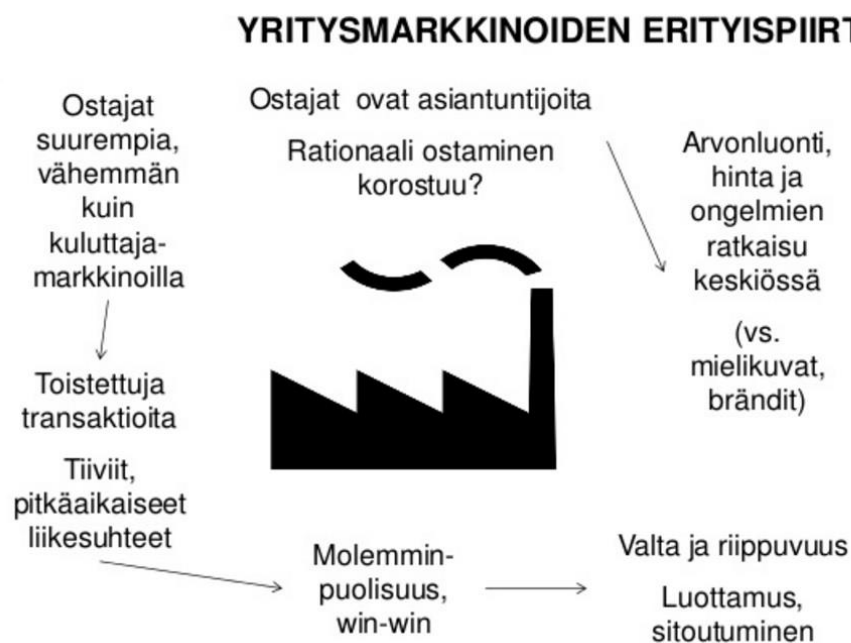 YRITYSMARKKINOIDEN ERITYISPIIRT
Ostajat
suurempia,
vähemmän
kuin
kuluttaja-
markkinoilla
Toistettuja
transaktioita
Tiiviit,
pitkäaikaiseet
liikesuhteet
Ostajat ovat asiantuntijoita
Rationaali ostaminen
korostuu?
Arvonluonti,
hinta ja
ongelmien
ratkaisu
keskiössä
(vs.
mielikuvat,
brändit)
Molemmin-
puolisuus,
win-win
Valta ja riippuvuus
Luottamus,
sitoutuminen